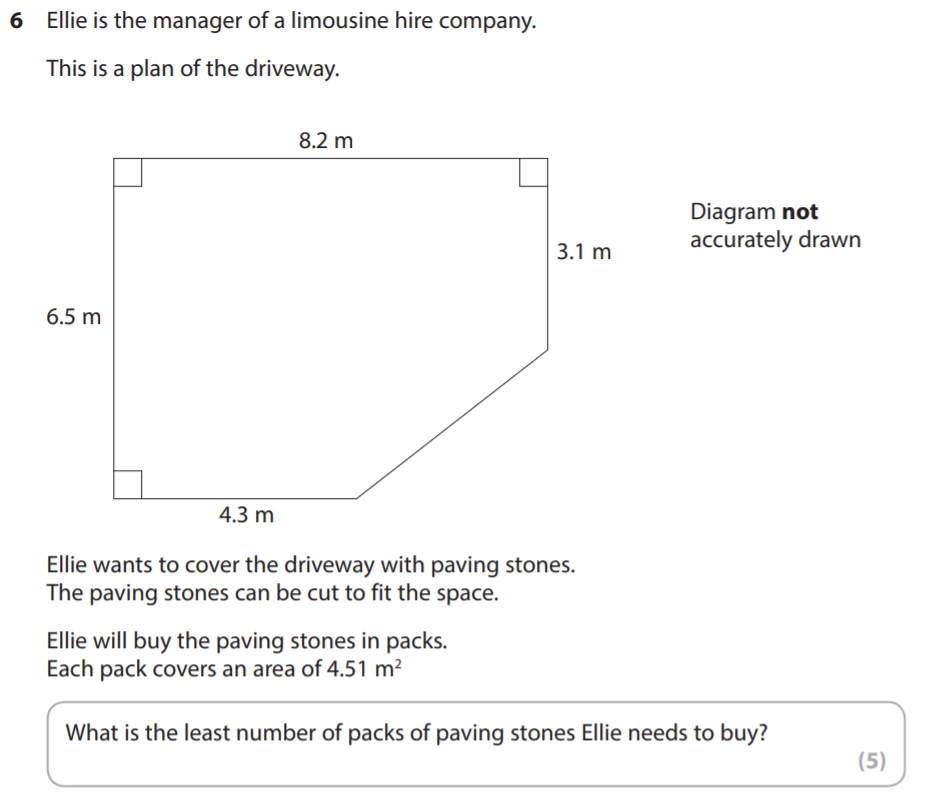 6 Ellie is the manager of a limousine hire company.
This is a plan of the driveway.
8.2 m
Diagram not
accurately drawn
3.1 m
6.5 m
4.3 m
Ellie wants to cover the driveway with paving stones.
The paving stones can be cut to fit the space.
Ellie will buy the paving stones in packs.
Each pack covers an area of 4.51 m²
What is the least number of packs of paving stones Ellie needs to buy?
(5)